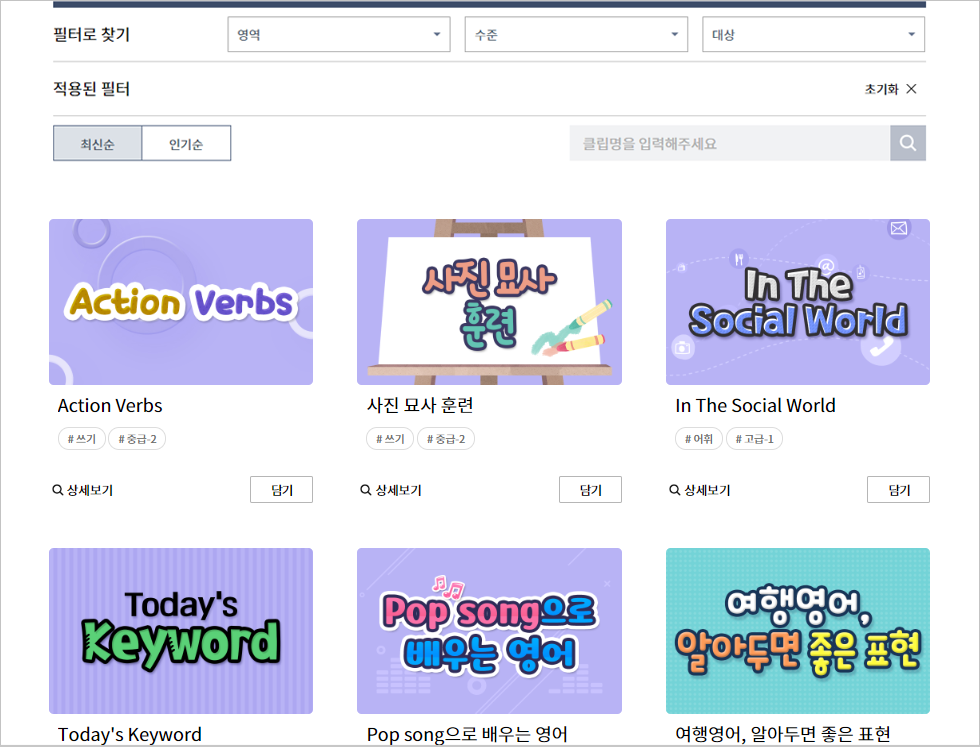 필터로 찾기
영역
수준
대상
적용된 필터
초기화
최신순
인기순
클립명을 입력해주세요
Action Verbs
사진 묘사
훈련
In The
Social World
Action Verbs
사진 묘사 훈련
In The Social World
# 쓰기
# 중급-2
# 쓰기
# 중급-2
# 어휘
# 고급-1
상세보기
담기
상세보기
담기
상세보기
담기
Today's
Keyword
Pop song으로
배우는 영어
여행영어,
알아두면 좋은 표현
Today's Keyword
Pop song으로 배우는 영어
여행영어, 알아두면 좋은 표현